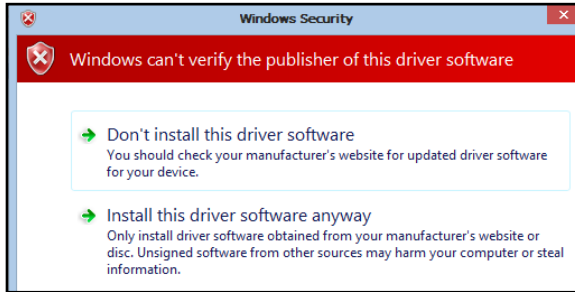 Windows Security
Windows can't verify the publisher of this driver software
Don't install this driver software
You should check your manufacturer's website for updated driver software
for your device.
Install this driver software anyway
Only install driver software obtained from your manufacturer's website or
disc. Unsigned software from other sources may harm your computer or steal
information.